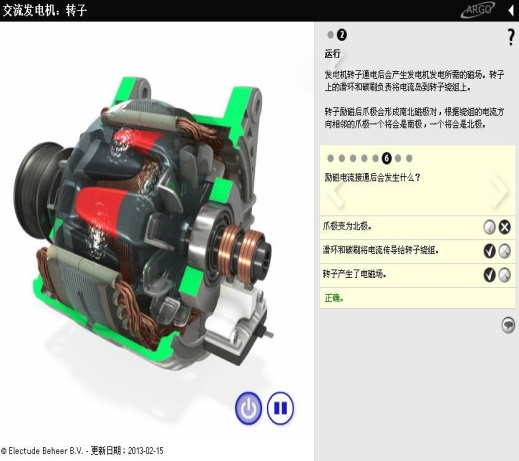 交流发电机：转子
ARGO
?
2
运行
发电机转子通电后会产生发电机发电所需的磁场。转子
上的滑环和碳刷负责将电流导到转子绕组上。
转子励磁后爪极会形成南北磁极对，根据绕组的电流方
向相邻的爪极一个将会是南极，一个将会是北极。
6
励磁电流接通后会发生什么？
爪极变为北极。
滑环和碳刷将电流传导给转子绕组。
转子产生了电磁场。
正确。
© Electude Beheer B.V. - 更新日期：2013-02-15